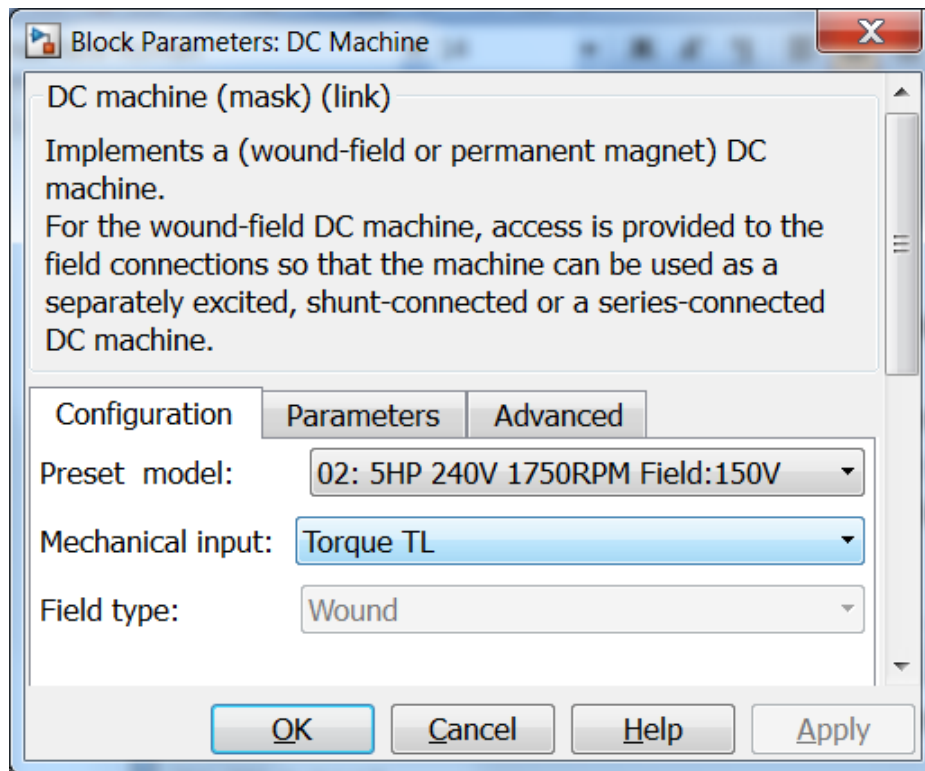 Block Parameters: DC Machine
DC machine (mask) (link)
Implements a (wound-field or permanent magnet) DC
machine.
For the wound-field DC machine, access is provided to the
field connections so that the machine can be used as a
separately excited, shunt-connected or a series-connected
DC machine.
Configuration Parameters Advanced
Preset model: 02: 5HP 240V 1750RPM Field:150V
Mechanical input: Torque TL
Field type: Wound
OK Cancel Help Apply